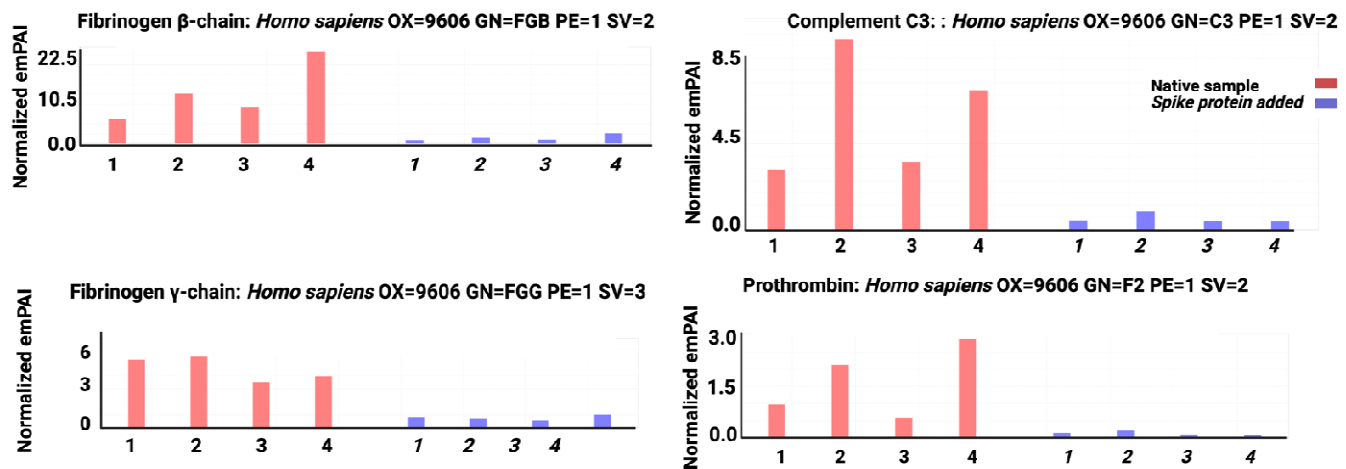 Fibrinogen β-chain: Homo sapiens OX=9606 GN=FGB PE=1 SV=2
Normalized emPAI
22.5
10.5
0.0
1 2 3 4 1 2 3 4
Complement C3: : Homo sapiens OX=9606 GN=C3 PE=1 SV=2
Normalized emPAI
8.5
4.5
0.0
Native sample
Spike protein added
1 2 3 4 1 2 3 4
Fibrinogen γ-chain: Homo sapiens OX=9606 GN=FGG PE=1 SV=3
Normalized emPAI
6
3
0
1 2 3 4 1 2 3 4
Prothrombin: Homo sapiens OX=9606 GN=F2 PE=1 SV=2
Normalized emPAI
3.0
1.5
0.0
1 2 3 4 1 2 3 4